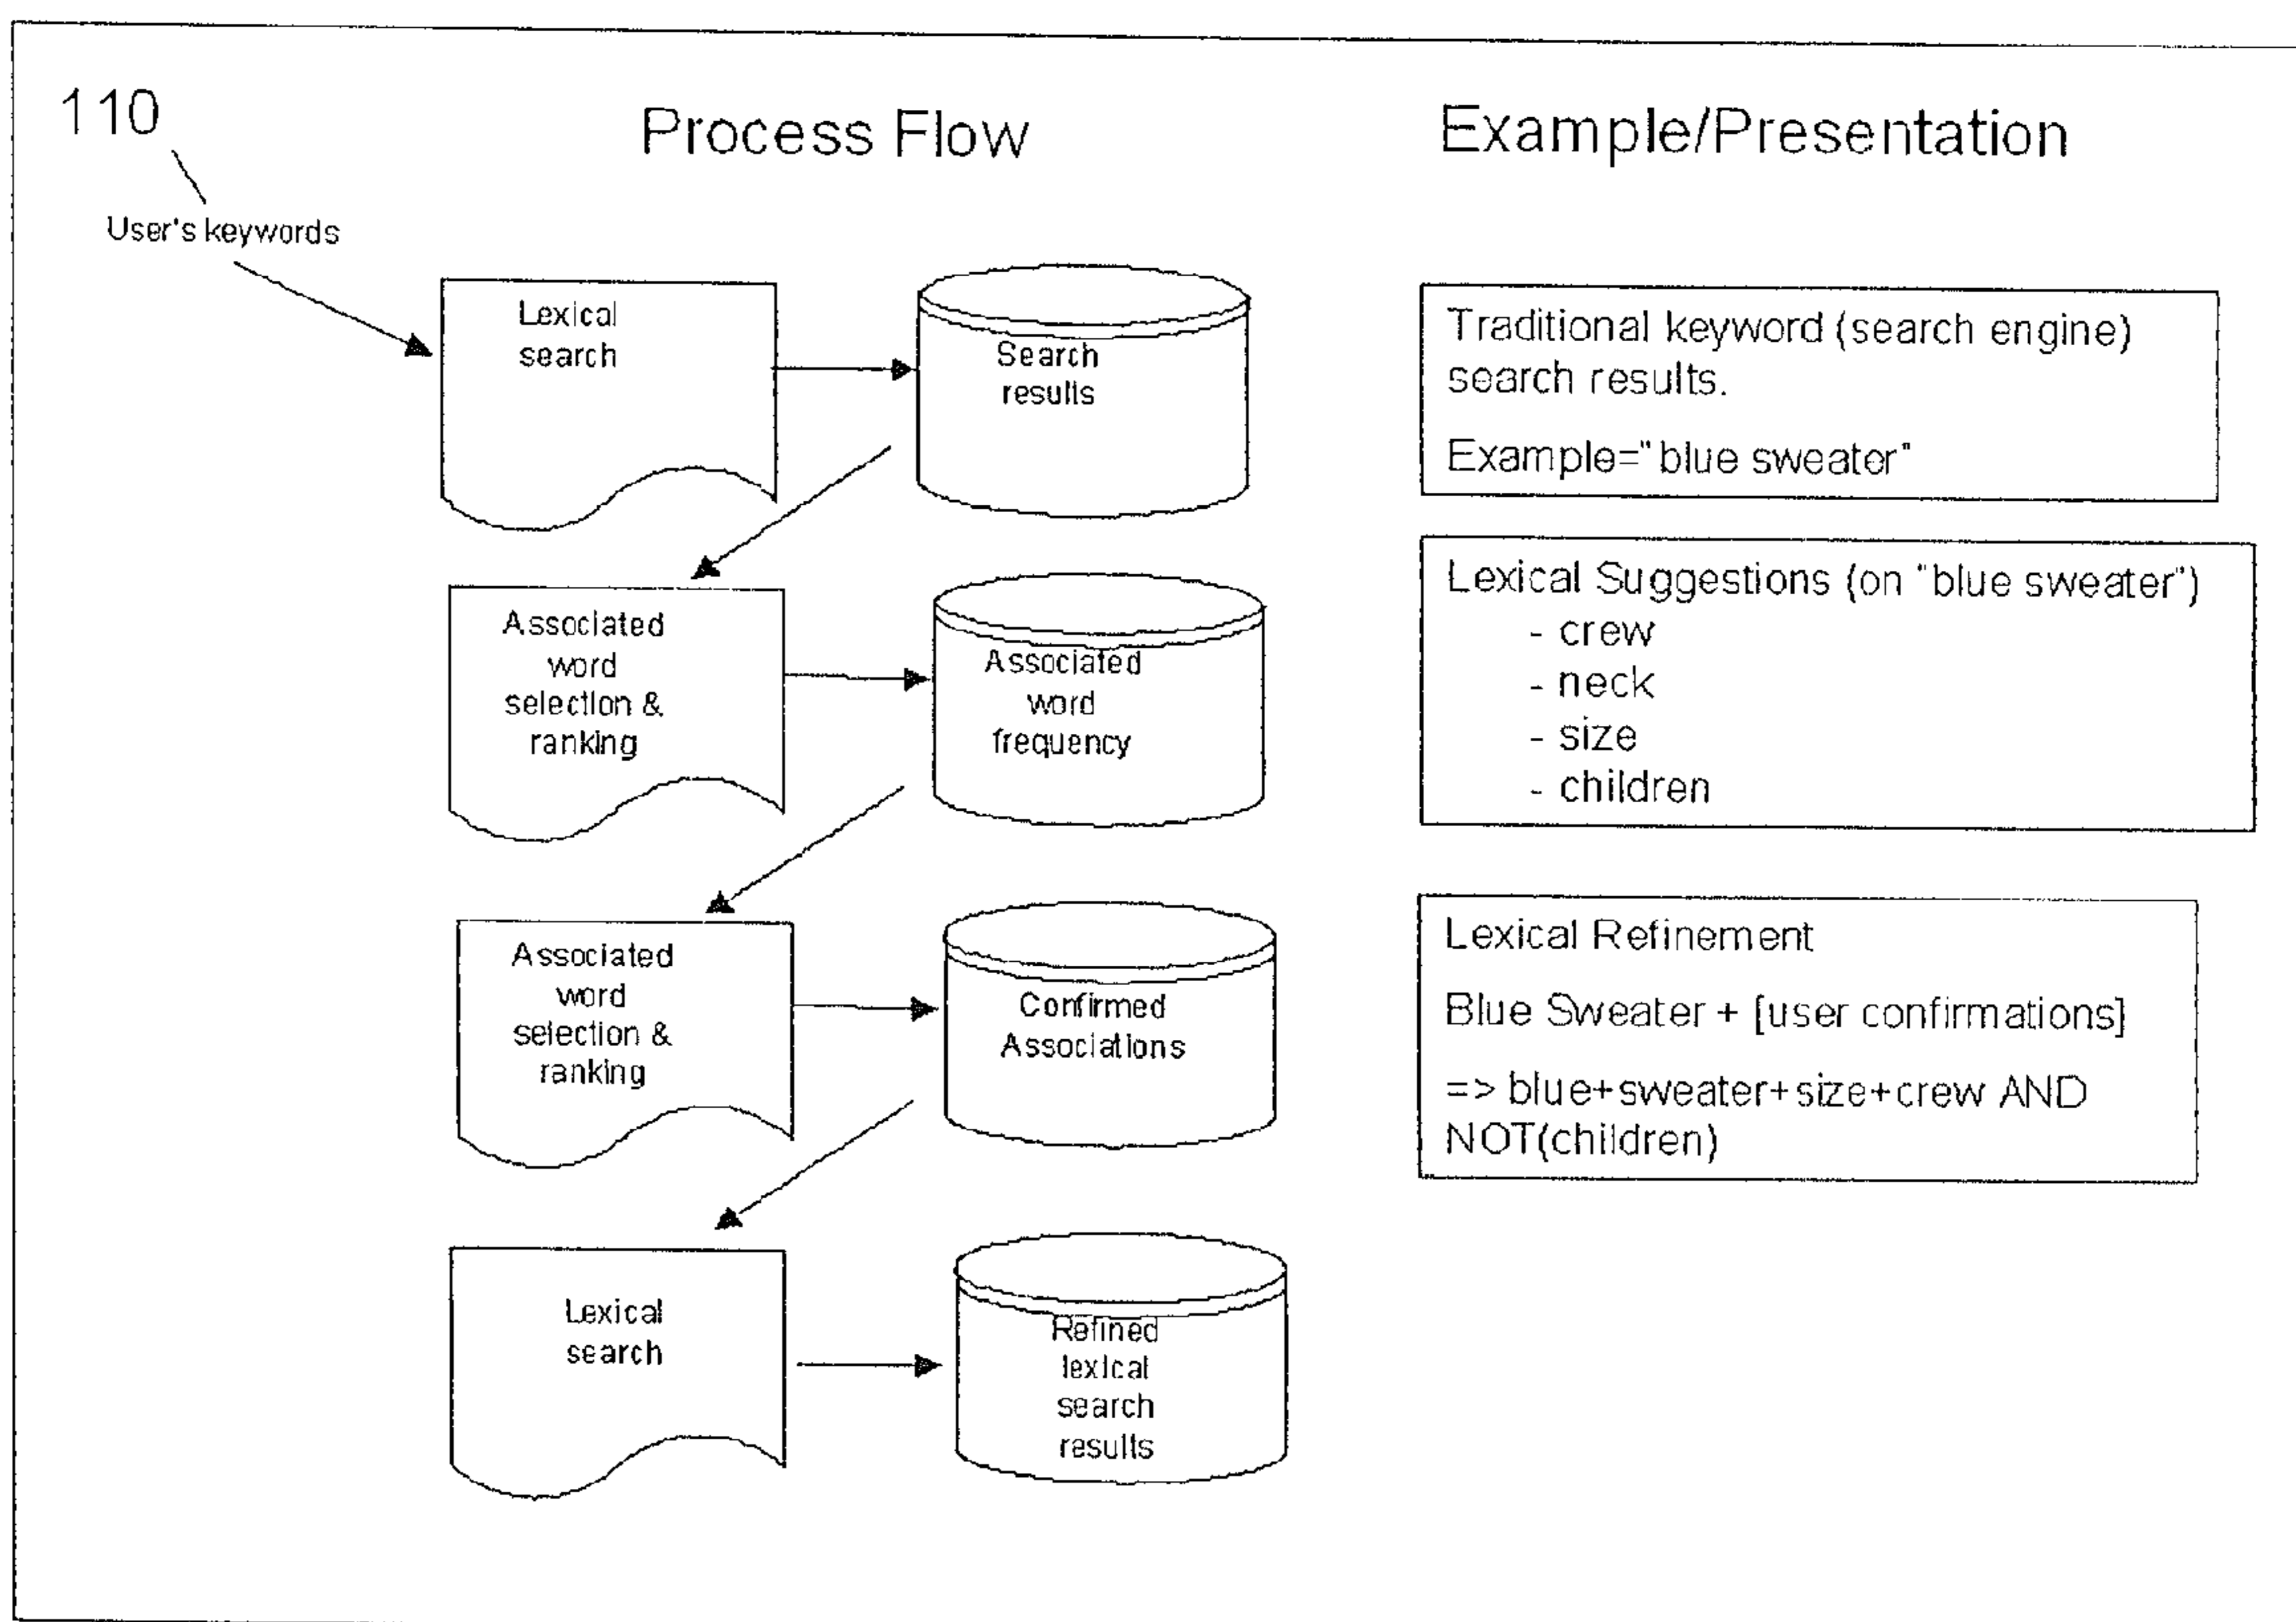 110
Process Flow
Example/Presentation
User's keywords
Lexical
search
Search
results
Traditional keyword (search engine)
search results.
Example="blue sweater"
Associated
word
selection &
ranking
Associated
word
frequency
Lexical Suggestions (on "blue sweater")
- crew
- neck
- size
- children
Associated
word
selection &
ranking
Confirmed
Associations
Lexical Refinement
Blue Sweater + [user confirmations]
=> blue+sweater+size+crew AND
NOT(children)
Lexical
search
Refined
lexical
search
results